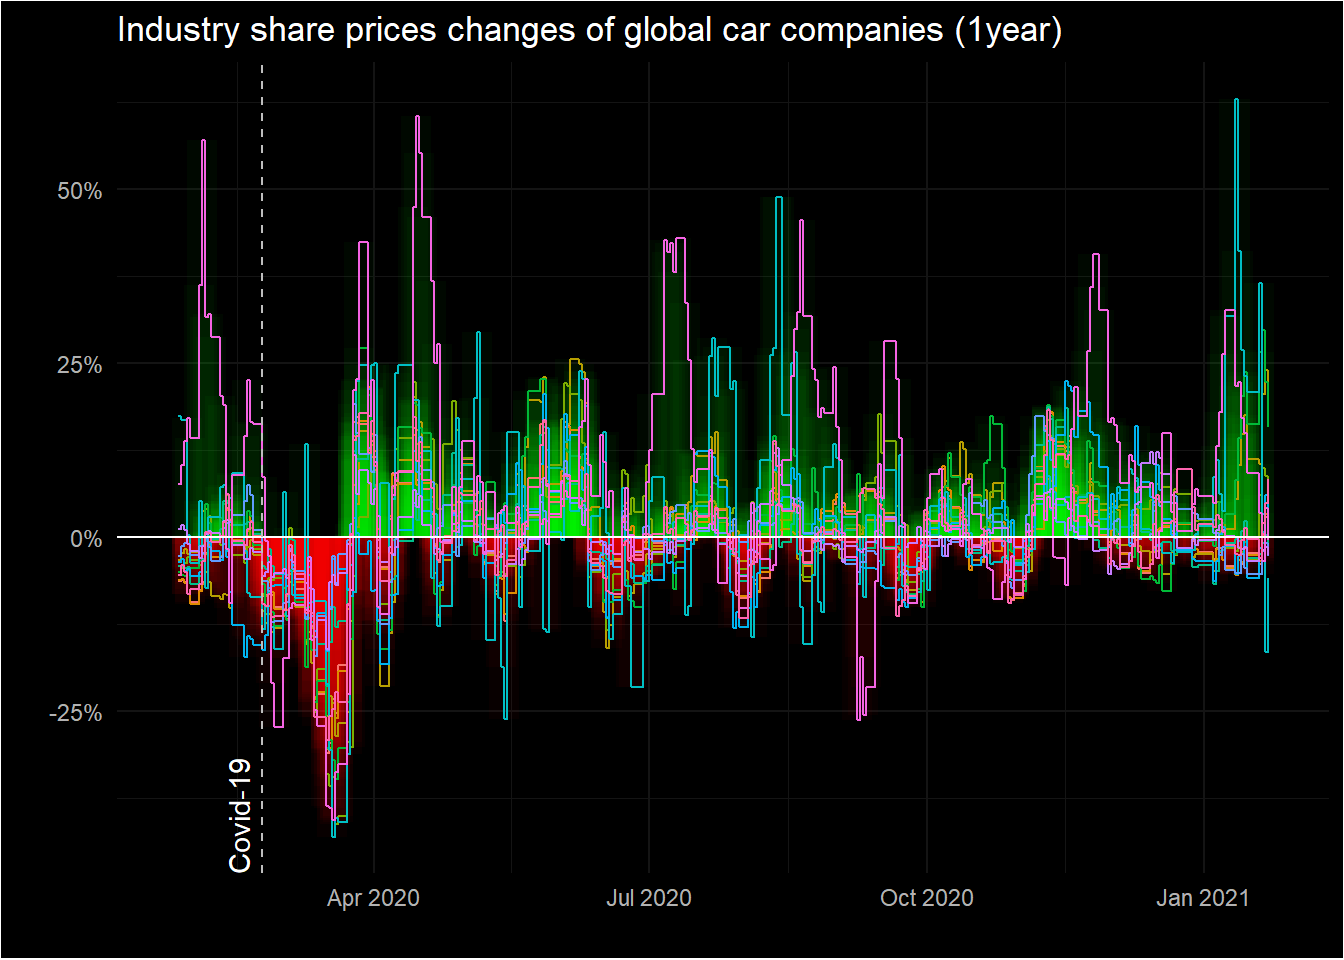 Industry share prices changes of global car companies (1year)
50%
25%
0%
-25%
Covid-19
Apr 2020
Jul 2020
Oct 2020
Jan 2021